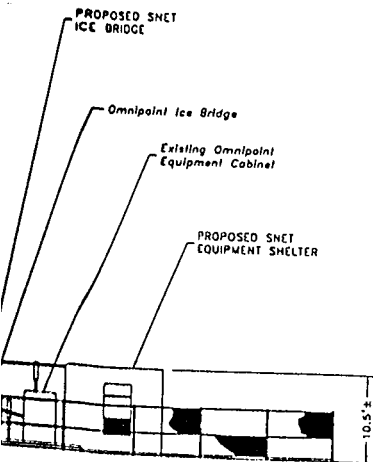 PROPOSED SNET
ICE BRIDGE
Omnipoint Ice Bridge
Existing Omnipoint
Equipment Cabinet
PROPOSED SNET
EQUIPMENT SHELTER
10.5'±